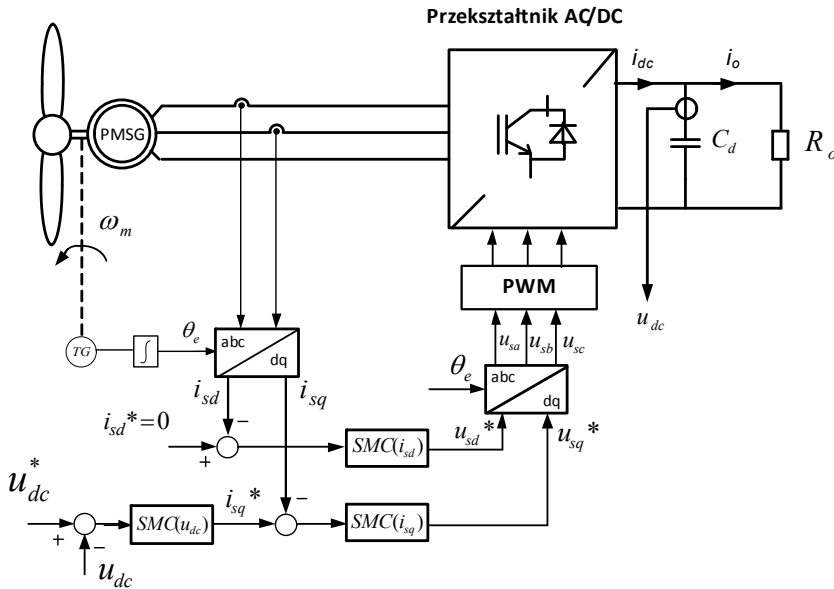 Przekształtnik AC/DC
i_dc
i_o
PMSG
C_d
R_o
ω_m
PWM
u_dc
u_sa
u_sb
u_sc
TG
∫
θ_e
abc
dq
θ_e
abc
dq
i_sd
i_sq
i_sd*=0
−
+
SMC(i_sd)
u_sd*
u_sq*
u_dc*
+
−
SMC(u_dc)
i_sq*
−
SMC(i_sq)
u_dc